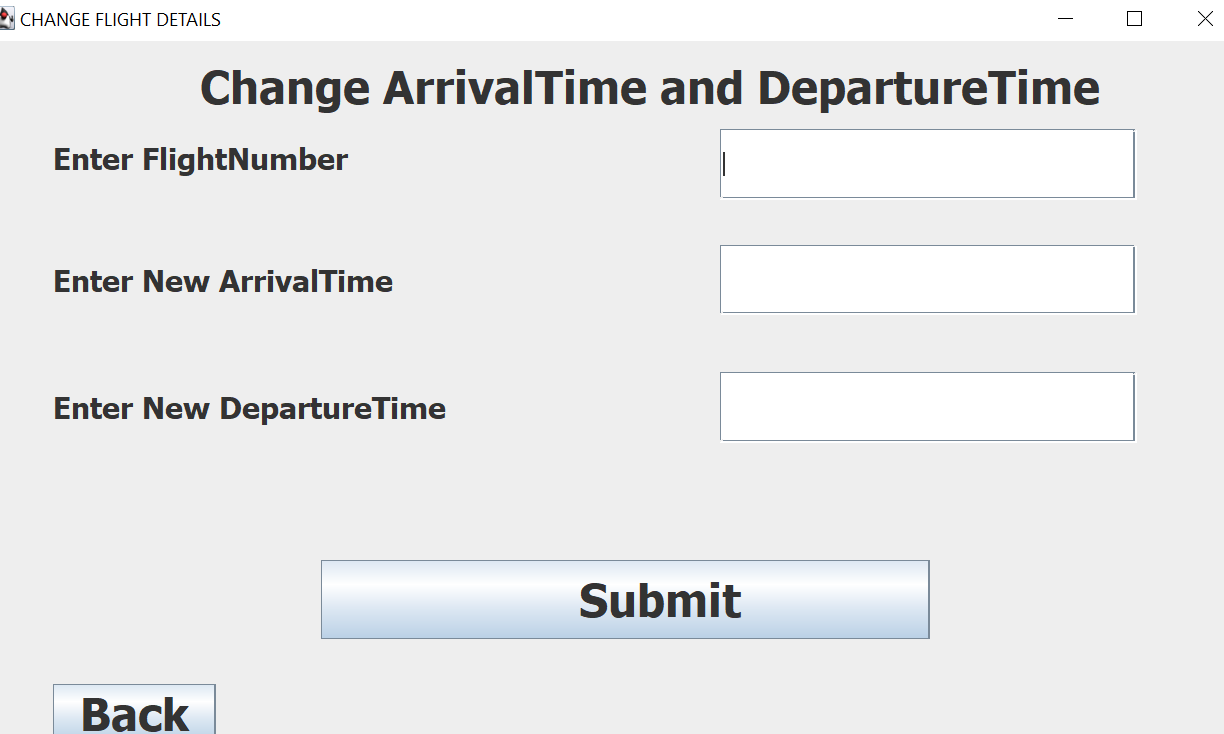 CHANGE FLIGHT DETAILS
Change ArrivalTime and DepartureTime
Enter FlightNumber
Enter New ArrivalTime
Enter New DepartureTime
Submit
Back